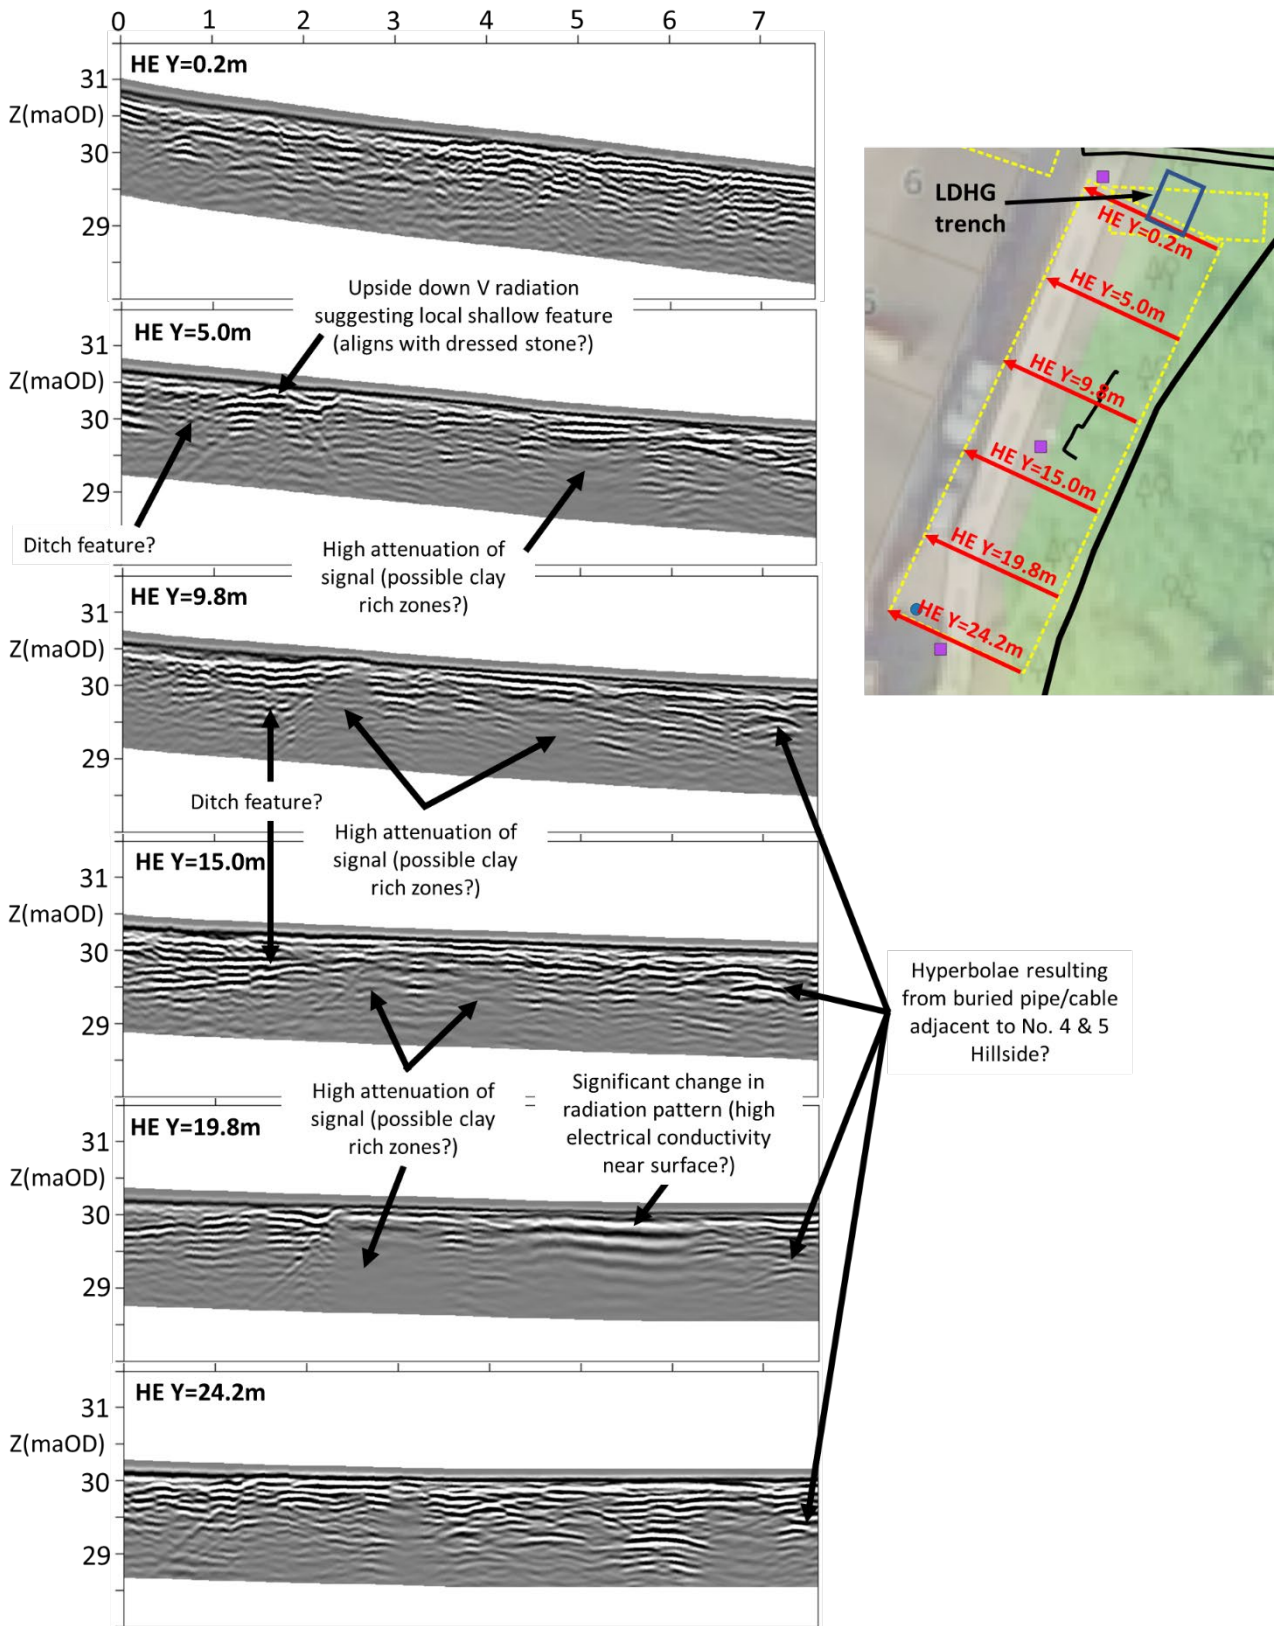 0 1 2 3 4 5 6 7
HE Y=0.2m
31
Z(maOD)
30
29
Upside down V radiation
suggesting local shallow feature
(aligns with dressed stone?)
HE Y=5.0m
31
Z(maOD)
30
29
Ditch feature?
High attenuation of
signal (possible clay
rich zones?)
HE Y=9.8m
31
Z(maOD)
30
29
Ditch feature?
High attenuation of
signal (possible clay
rich zones?)
HE Y=15.0m
31
Z(maOD)
30
29
High attenuation of
signal (possible clay
rich zones?)
Significant change in
radiation pattern (high
electrical conductivity
near surface?)
HE Y=19.8m
31
Z(maOD)
30
29
HE Y=24.2m
31
Z(maOD)
30
29
Hyperbolae resulting
from buried pipe/cable
adjacent to No. 4 & 5
Hillside?
6
LDHG
trench
HE Y=0.2m
HE Y=5.0m
5
HE Y=9.8m
HE Y=15.0m
HE Y=19.8m
HE Y=24.2m